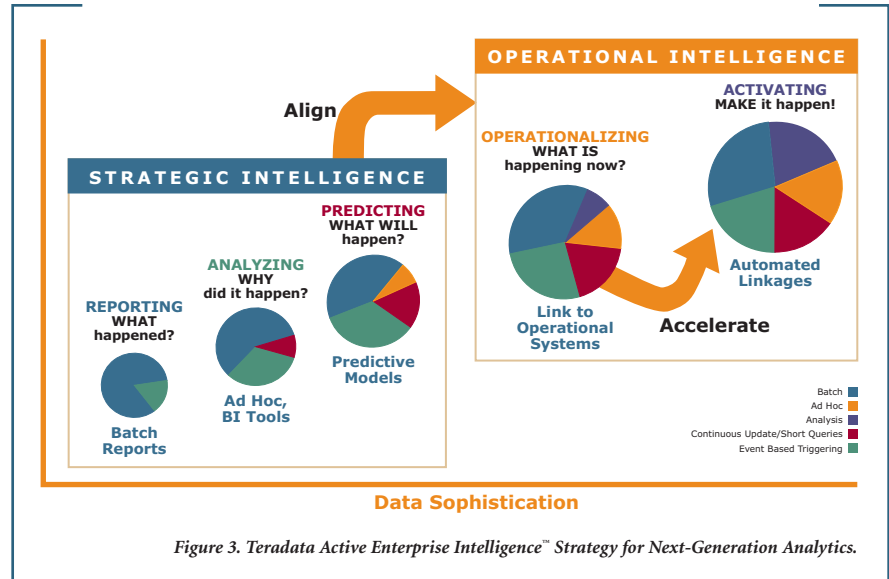 OPERATIONAL INTELLIGENCE
ACTIVATING
MAKE it happen!
Align
OPERATIONALIZING
WHAT IS
happening now?
STRATEGIC INTELLIGENCE
PREDICTING
WHAT WILL
happen?
ANALYZING
WHY
did it happen?
REPORTING
WHAT
happened?
Automated
Linkages
Link to
Operational
Systems
Accelerate
Predictive
Models
Ad Hoc,
BI Tools
Batch
Reports
Batch
Ad Hoc
Analysis
Continuous Update/Short Queries
Event Based Triggering
Data Sophistication
Figure 3. Teradata Active Enterprise Intelligence™ Strategy for Next-Generation Analytics.